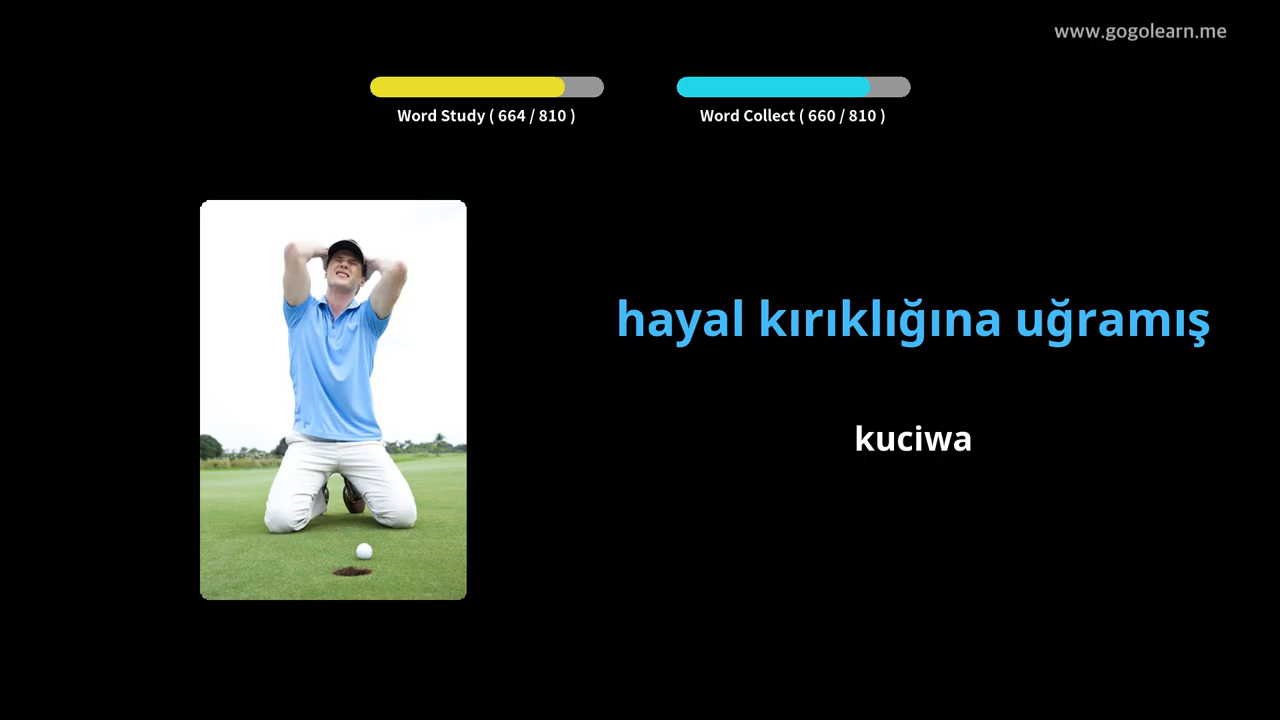 www.gogolearn.me
Word Study ( 664 / 810 )
Word Collect ( 660 / 810 )
hayal kırıklığına uğramış
kuciwa